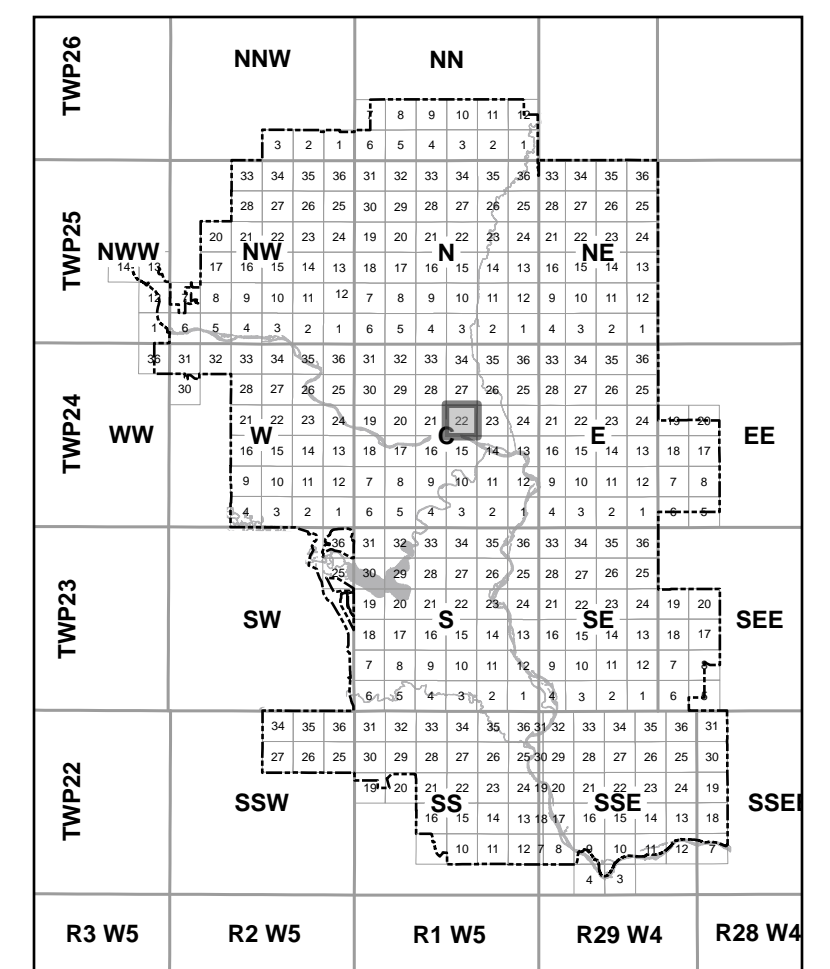 NNW NN
TWP26
7 8 9 10 11 12
3 2 1 6 5 4 3 2 1
33 34 35 36 31 32 33 34 35 36 33 34 35 36
28 27 26 25 30 29 28 27 26 25 28 27 26 25
TWP25
20 21 22 23 24 19 20 21 22 23 24 21 22 23 24
NWW NW N NE
14 13 17 16 15 14 13 18 17 16 15 14 13 16 15 14 13
12 7 8 9 10 11 12 7 8 9 10 11 12 9 10 11 12
1 6 5 4 3 2 1 6 5 4 3 2 1 4 3 2 1
36 31 32 33 34 35 36 31 32 33 34 35 36 33 34 35 36
30 28 27 26 25 30 29 28 27 26 25 28 27 26 25
TWP24
21 22 23 24 19 20 21 22 23 24 21 22 23 24 19 20
WW W C E EE
16 15 14 13 18 17 16 15 14 13 16 15 14 13 18 17
9 10 11 12 7 8 9 10 11 12 9 10 11 12 7 8
4 3 2 1 6 5 4 3 2 1 4 3 2 1 6 5
36 31 32 33 34 35 36 33 34 35 36
25 30 29 28 27 26 25 28 27 26 25
TWP23
19 20 21 22 23 24 21 22 23 24 19 20
SW S SE SEE
18 17 16 15 14 13 16 15 14 13 18 17
7 8 9 10 11 12 9 10 11 12 7 8
6 5 4 3 2 1 4 3 2 1 6 5
34 35 36 31 32 33 34 35 36 31 32 33 34 35 36 31
27 26 25 30 29 28 27 26 25 30 29 28 27 26 25 30
TWP22
19 20 21 22 23 24 19 20 21 22 23 24 19
SSW SS SSE SSEE
16 15 14 13 18 17 16 15 14 13 18
10 11 12 7 8 9 10 11 12 7
4 3
R3 W5 R2 W5 R1 W5 R29 W4 R28 W4